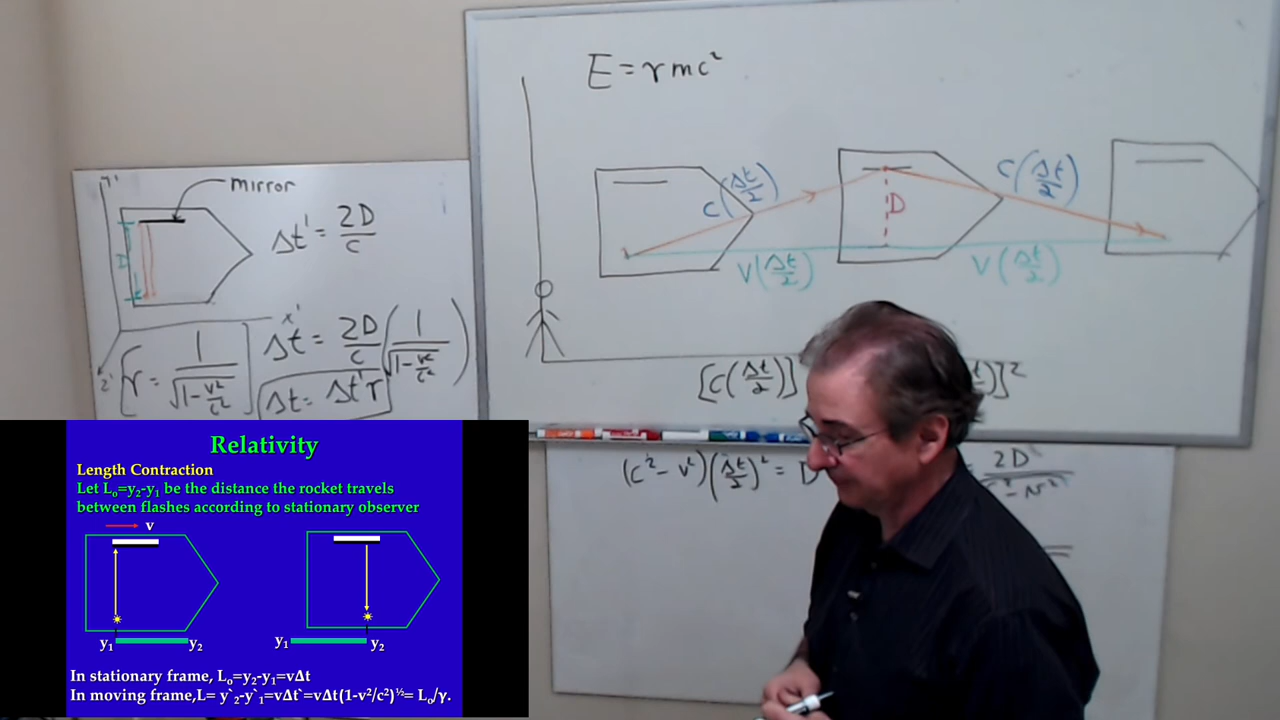 E = γmc²
C(Δt/2)
C(Δt/2)
D
V(Δt/2)
V(Δt/2)
[C(Δt/2)]
)]²
(c² - v²)(Δt/2)² = D
2D
mirror
D
Δt' = 2D/c
x'
z'
γ = 1/√(1-v²/c²)
Δt = 2D/c (1/√(1-v²/c²))
Δt = Δt'γ
Relativity
Length Contraction
Let L₀=y₂-y₁ be the distance the rocket travels
between flashes according to stationary observer
v
y₁ y₂ y₁ y₂
In stationary frame, L₀=y₂-y₁=vΔt
In moving frame,L= y`₂-y`₁=vΔt`=vΔt(1-v²/c²)^½= L₀/γ.